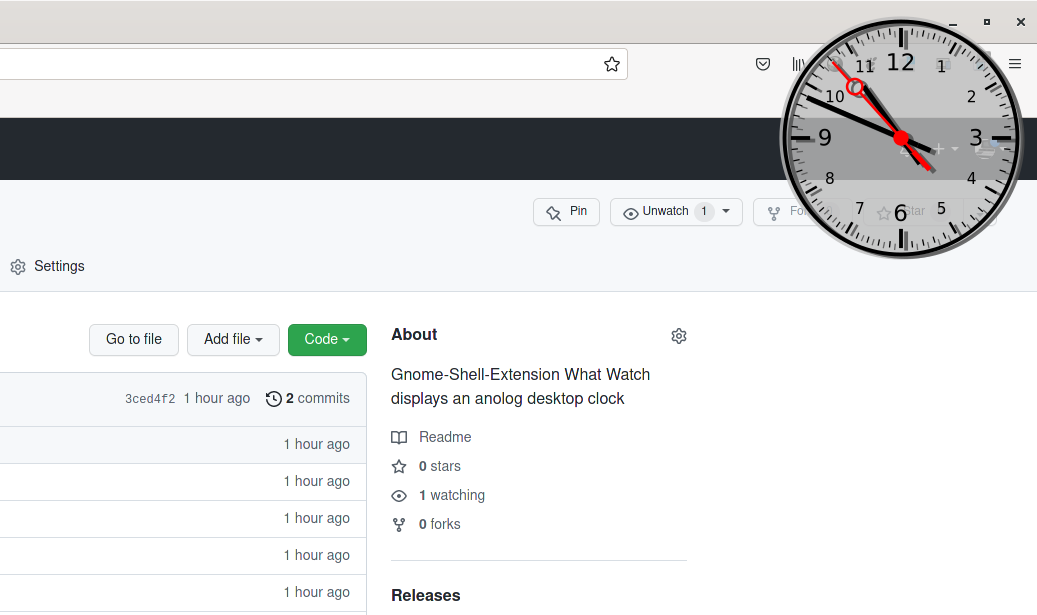 12
11 1
10 2
9 3
8 4
7 5
6
Pin
Unwatch 1
Settings
Go to file
Add file
Code
About
Gnome-Shell-Extension What Watch
displays an anolog desktop clock
3ced4f2 1 hour ago 2 commits
Readme
1 hour ago
0 stars
1 hour ago
1 watching
1 hour ago
0 forks
1 hour ago
1 hour ago
Releases